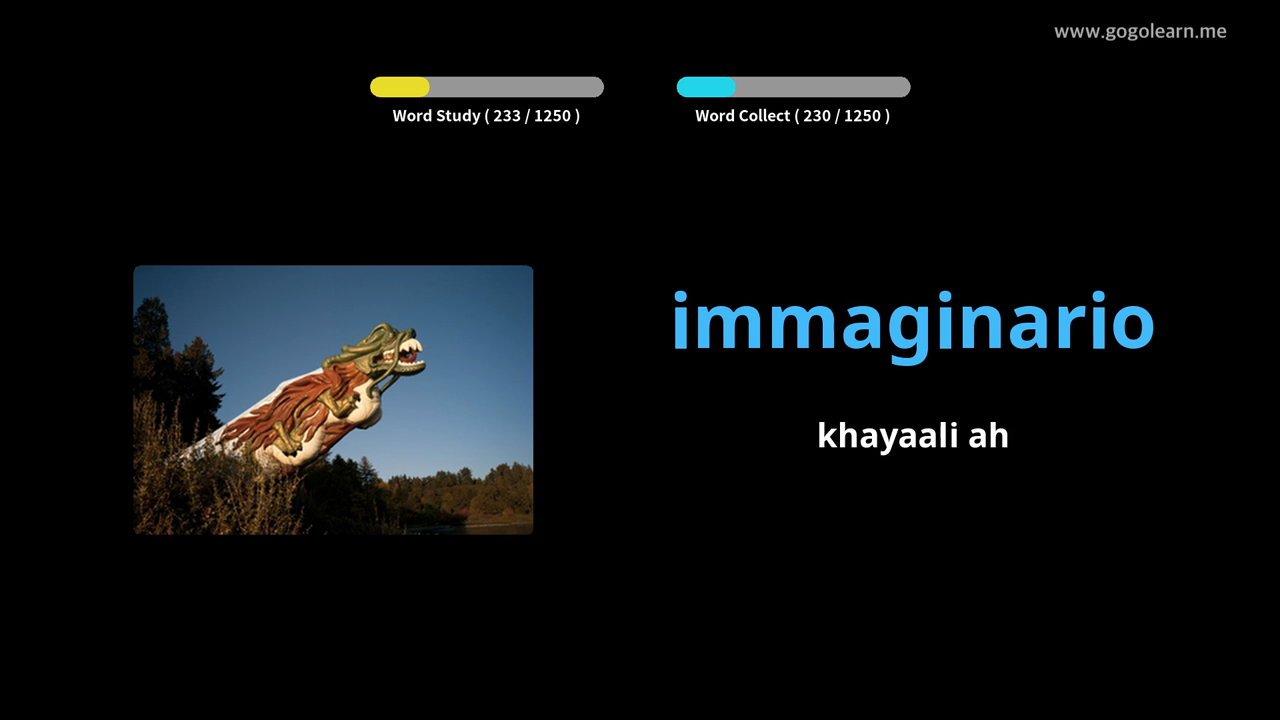 www.gogolearn.me
Word Study ( 233 / 1250 )
Word Collect ( 230 / 1250 )
immaginario
khayaali ah